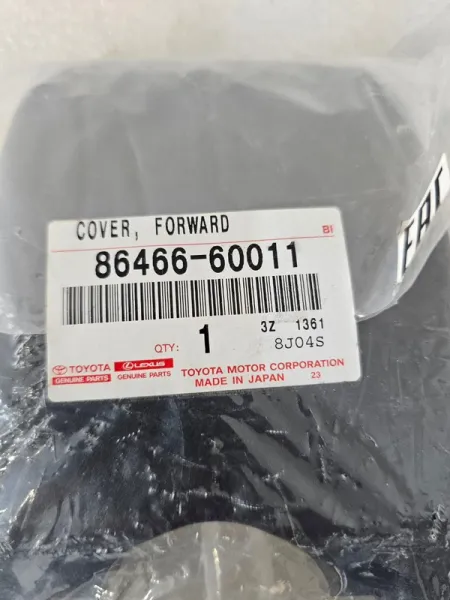 COVER, FORWARD
BI
86466-60011
QTY: 1
3Z 1361
8J04S
TOYOTA GENUINE PARTS
LEXUS GENUINE PARTS
TOYOTA MOTOR CORPORATION
MADE IN JAPAN 23
EAC